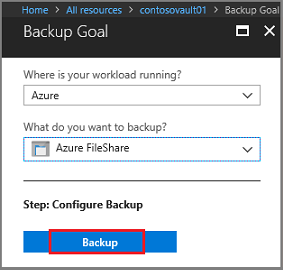 Home > All resources > contosovault01 > Backup Goal
Backup Goal
Where is your workload running?
Azure
What do you want to backup?
Azure FileShare
Step: Configure Backup
Backup